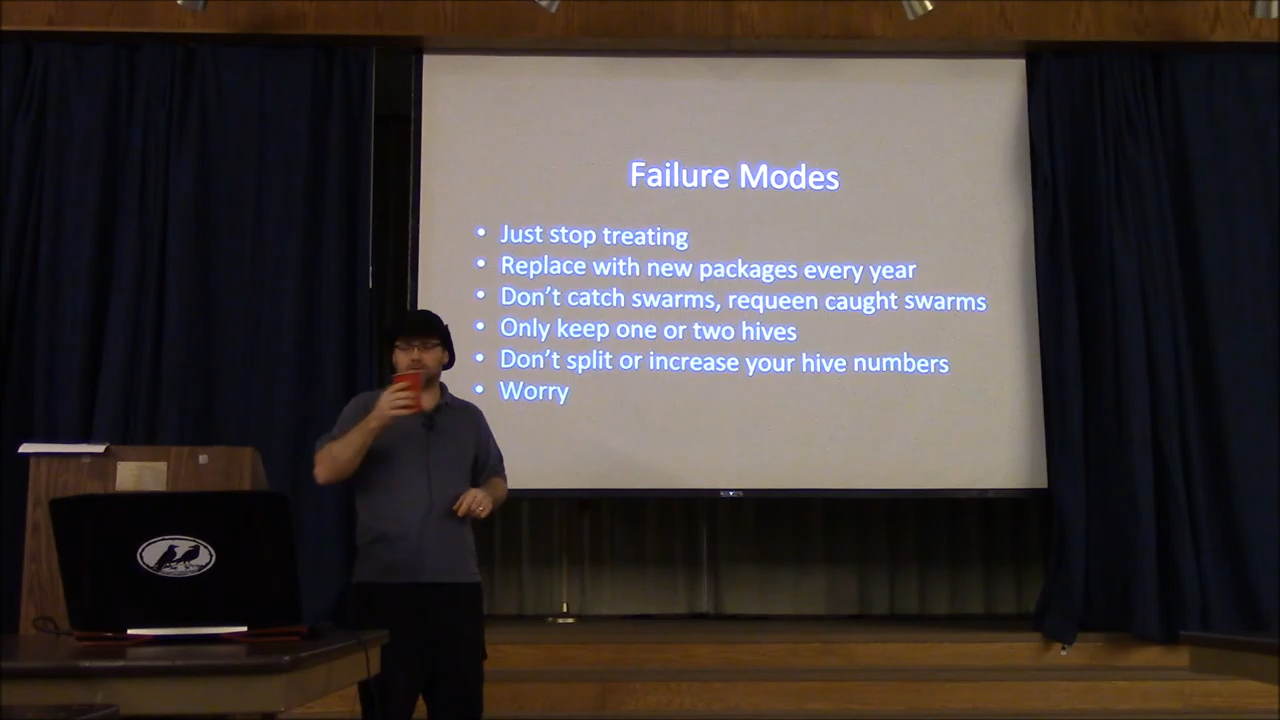 Failure Modes
• Just stop treating
• Replace with new packages every year
• Don't catch swarms, requeen caught swarms
• Only keep one or two hives
• Don't split or increase your hive numbers
• Worry